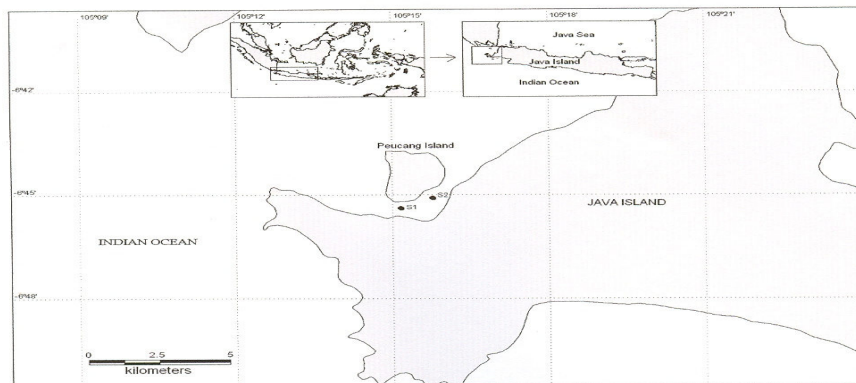 105°09'
105°12'
105°15'
105°18'
105°21'
Java Sea
Java Island
Indian Ocean
-6°42'
Peucang Island
-6°45'
S2
S1
JAVA ISLAND
INDIAN OCEAN
-6°48'
0 2.5 5
kilometers